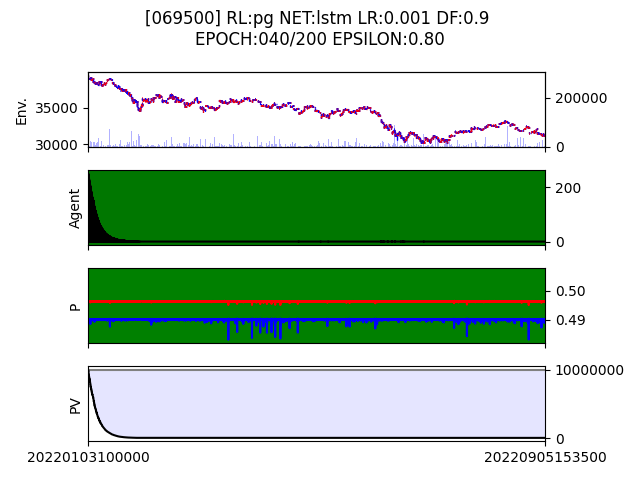 [069500] RL:pg NET:lstm LR:0.001 DF:0.9
EPOCH:040/200 EPSILON:0.80
Env.
35000
30000
200000
0
Agent
200
0
P
0.50
0.49
PV
10000000
0
20220103100000
20220905153500